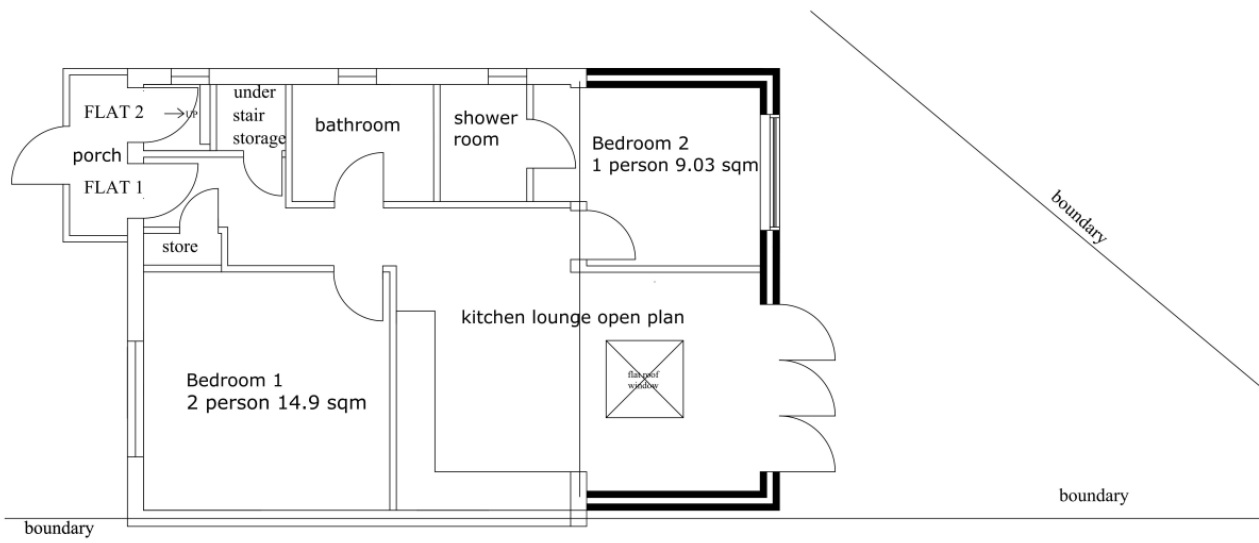 FLAT 2
UP
under
stair
storage
bathroom
shower
room
Bedroom 2
1 person 9.03 sqm
porch
FLAT 1
boundary
store
kitchen lounge open plan
Bedroom 1
2 person 14.9 sqm
flat roof
window
boundary
boundary